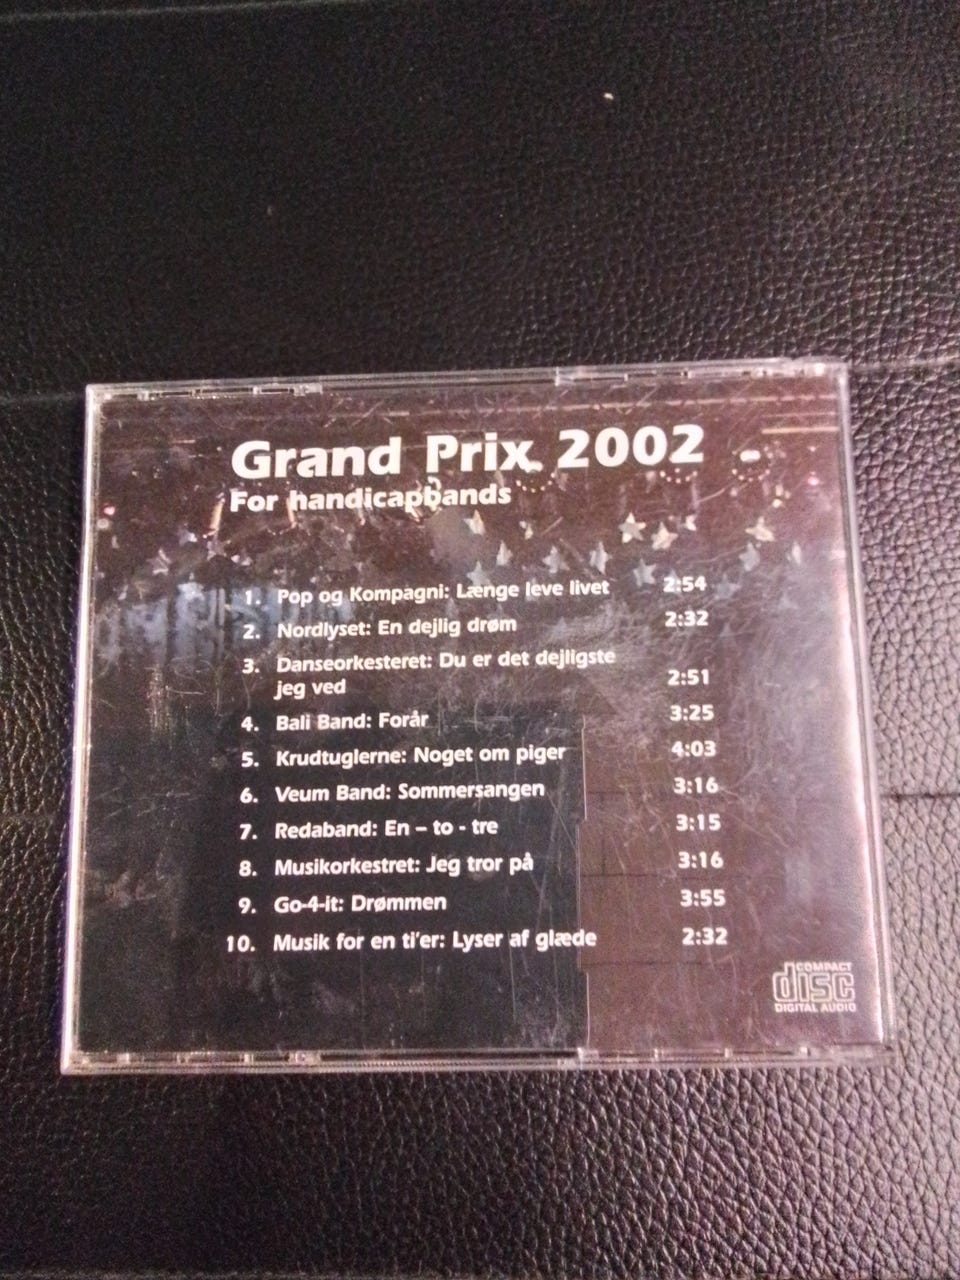 Grand Prix 2002
For handicapbands
1. Pop og Kompagni: Længe leve livet 2:54
2. Nordlyset: En dejlig drøm 2:32
3. Danseorkesteret: Du er det dejligste
jeg ved 2:51
4. Bali Band: Forår 3:25
5. Krudtuglerne: Noget om piger 4:03
6. Veum Band: Sommersangen 3:16
7. Redaband: En – to - tre 3:15
8. Musikorkestret: Jeg tror på 3:16
9. Go-4-it: Drømmen 3:55
10. Musik for en ti'er: Lyser af glæde 2:32
COMPACT
disc
DIGITAL AUDIO